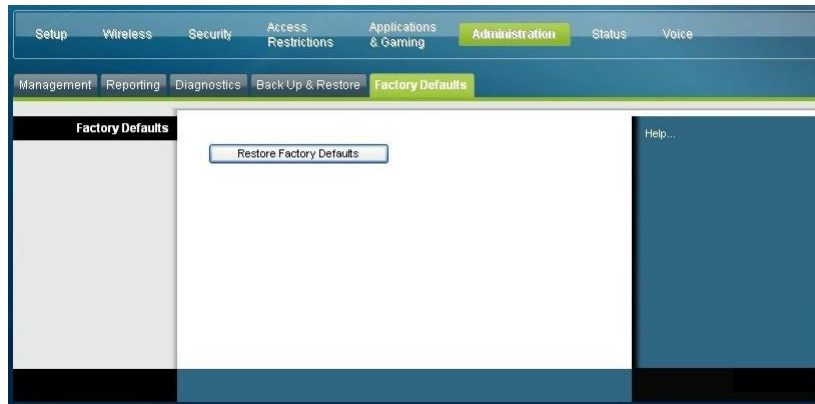 Setup Wireless Security Access Restrictions Applications & Gaming Administration Status Voice
Management Reporting Diagnostics Back Up & Restore Factory Defaults
Factory Defaults
Restore Factory Defaults
Help...